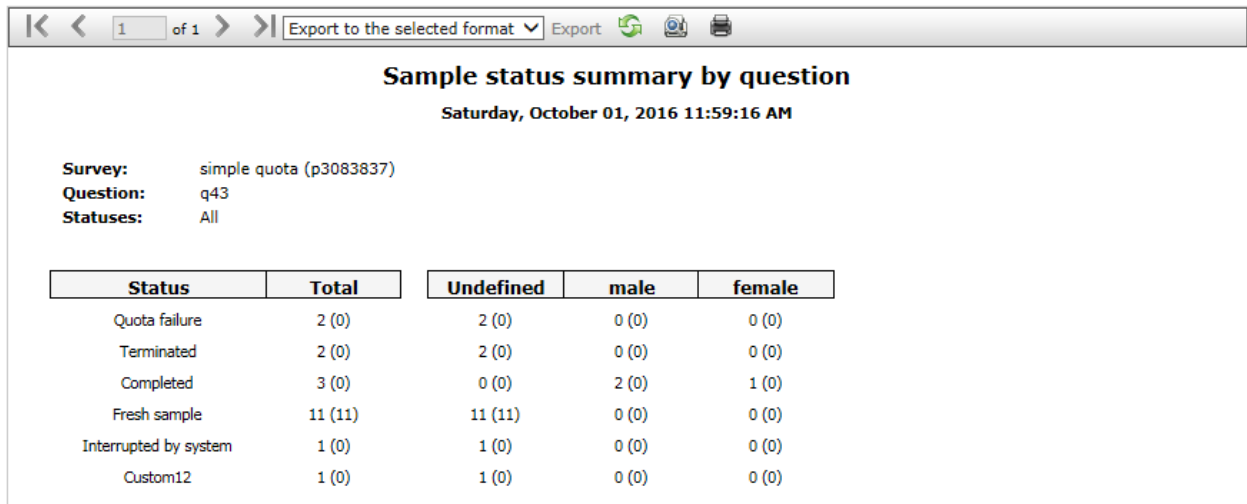 1 of 1 Export to the selected format Export
Sample status summary by question
Saturday, October 01, 2016 11:59:16 AM
Survey: simple quota (p3083837)
Question: q43
Statuses: All
Status Total Undefined male female
Quota failure 2 (0) 2 (0) 0 (0) 0 (0)
Terminated 2 (0) 2 (0) 0 (0) 0 (0)
Completed 3 (0) 0 (0) 2 (0) 1 (0)
Fresh sample 11 (11) 11 (11) 0 (0) 0 (0)
Interrupted by system 1 (0) 1 (0) 0 (0) 0 (0)
Custom12 1 (0) 1 (0) 0 (0) 0 (0)